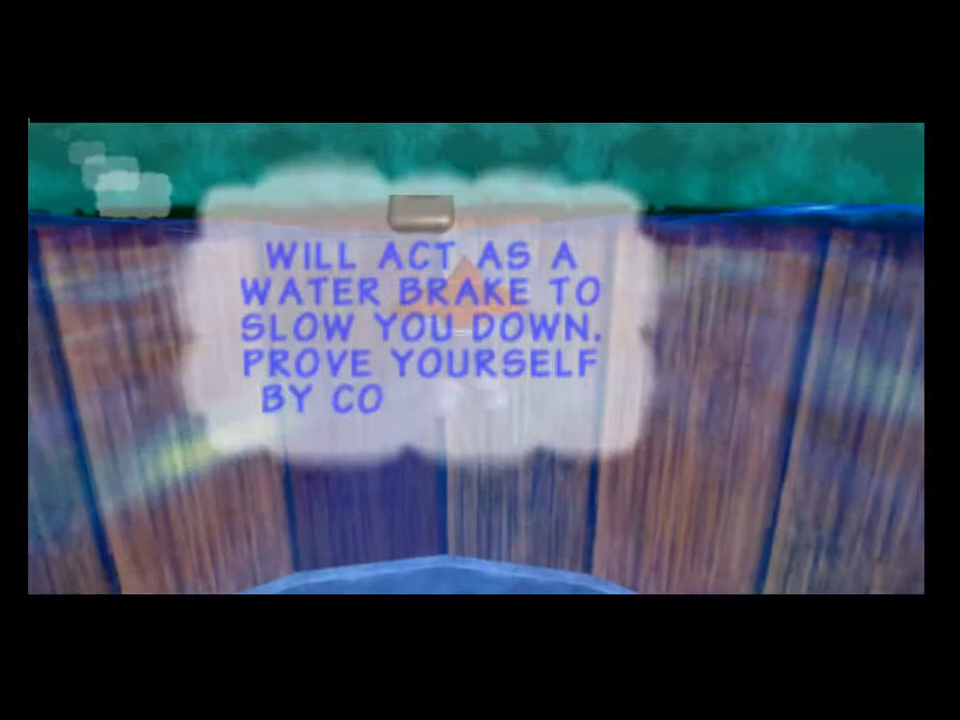 WILL ACT AS A
WATER BRAKE TO
SLOW YOU DOWN.
PROVE YOURSELF
BY CO